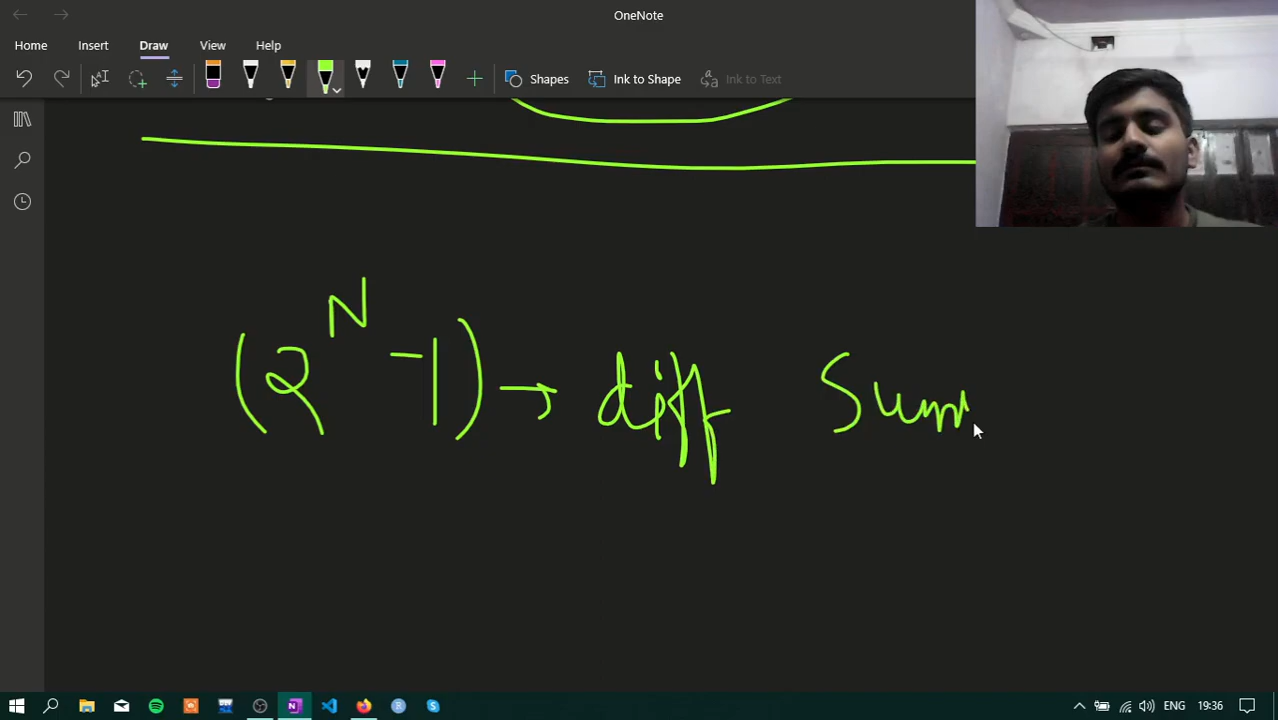 OneNote
Home Insert Draw View Help
Shapes Ink to Shape Ink to Text
(2^N -1) → diff Sum
ENG 19:36